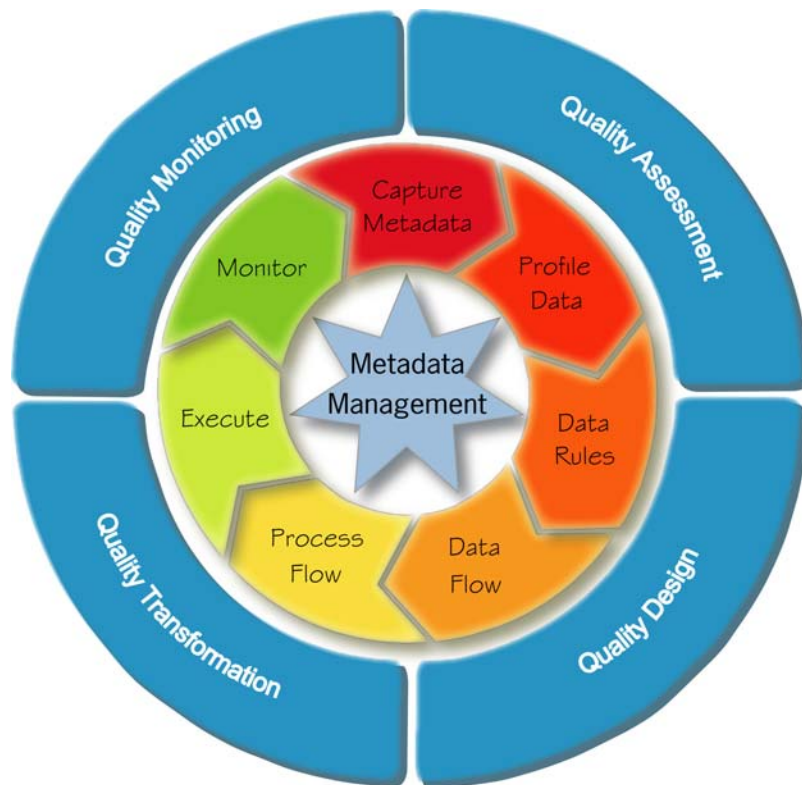 Quality Monitoring
Quality Assessment
Quality Design
Quality Transformation
Capture
Metadata
Profile
Data
Data
Rules
Data
Flow
Process
Flow
Execute
Monitor
Metadata
Management